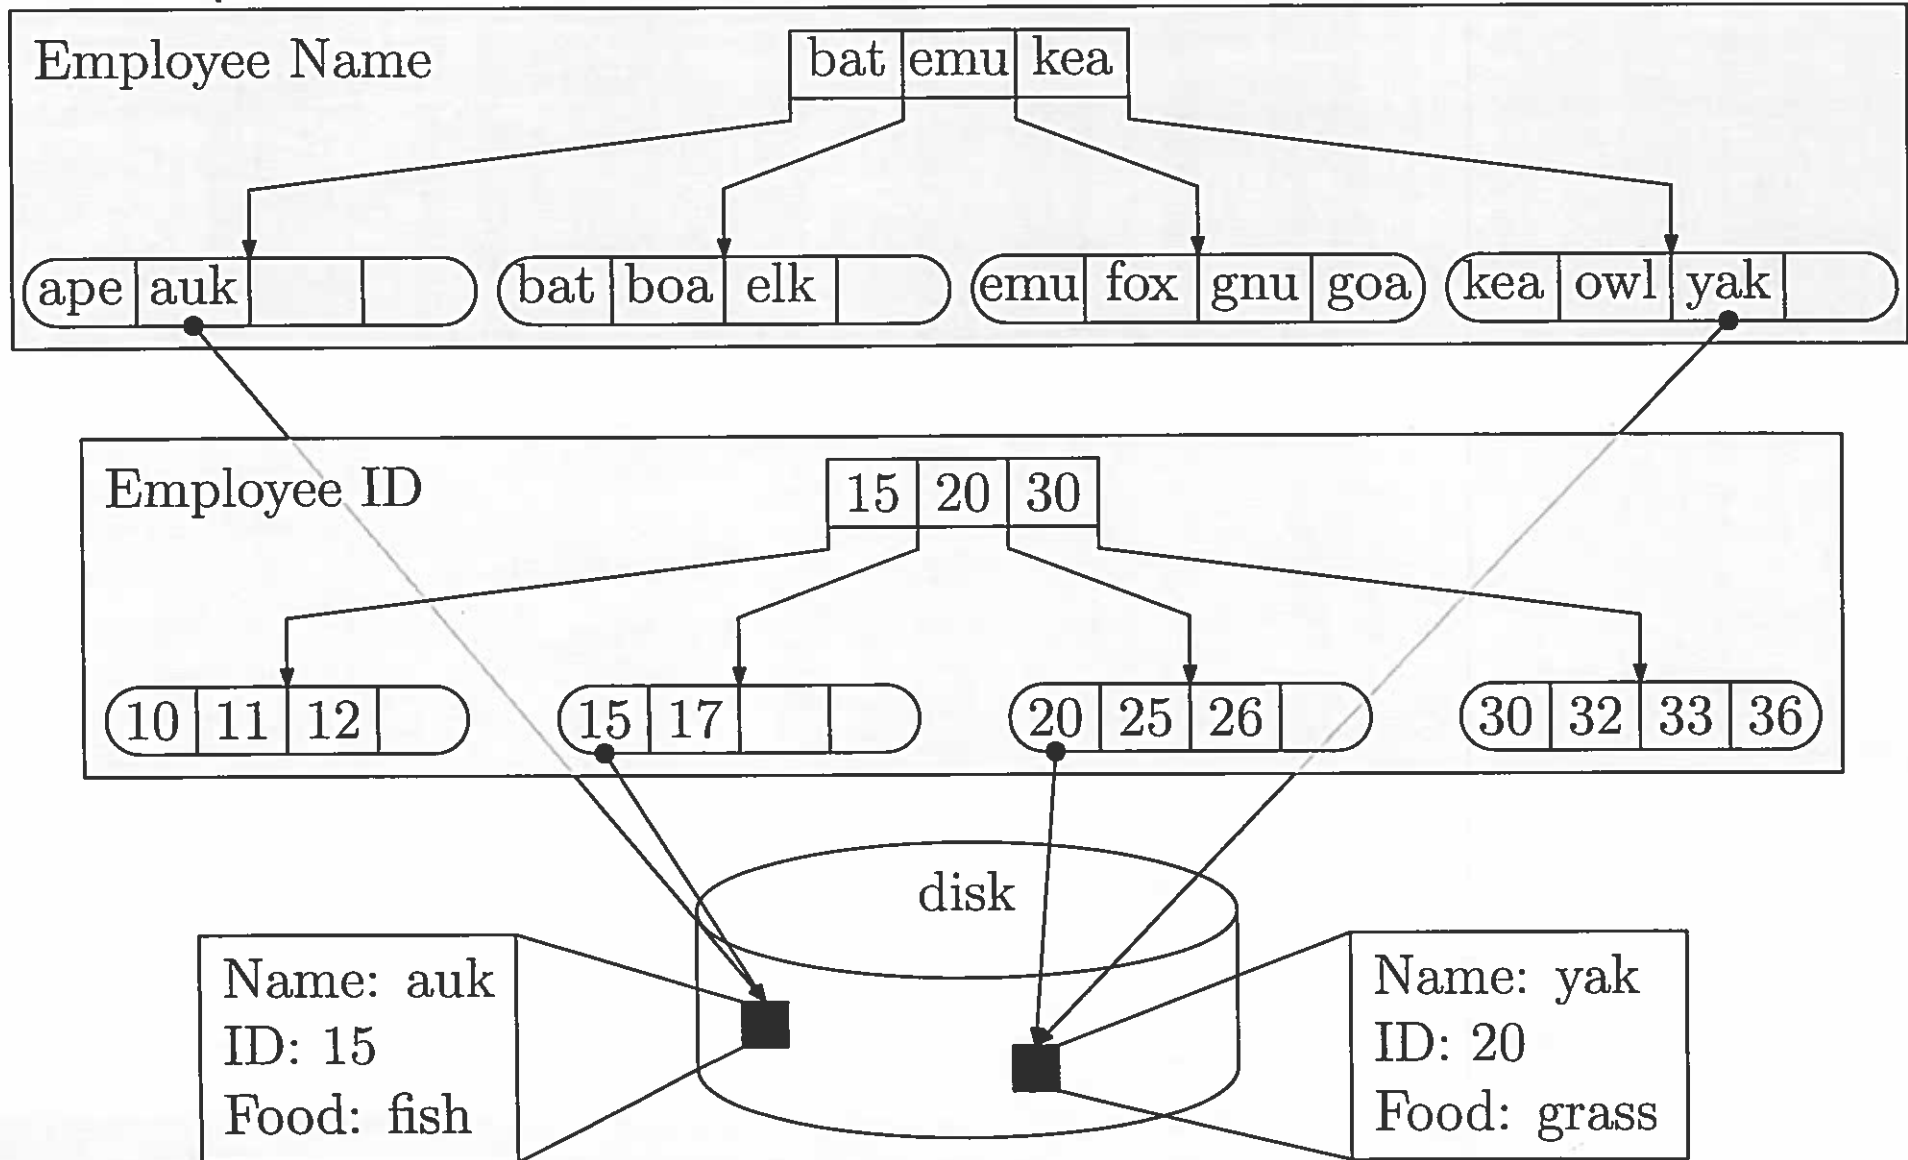 Employee Name
bat emu kea
ape auk
bat boa elk
emu fox gnu goa
kea owl yak
Employee ID
15 20 30
10 11 12
15 17
20 25 26
30 32 33 36
disk
Name: auk
ID: 15
Food: fish
Name: yak
ID: 20
Food: grass